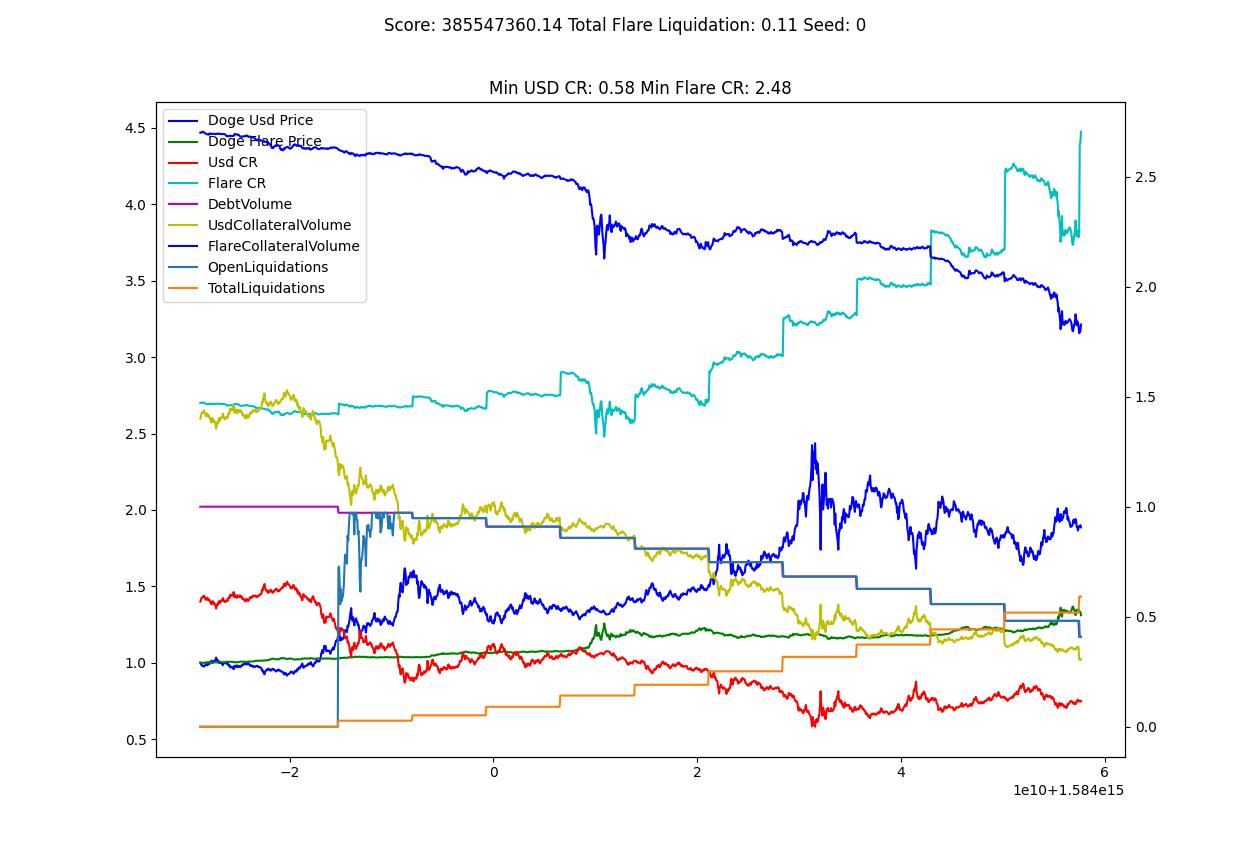 Score: 385547360.14 Total Flare Liquidation: 0.11 Seed: 0
Min USD CR: 0.58 Min Flare CR: 2.48
Doge Usd Price
Doge Flare Price
Usd CR
Flare CR
DebtVolume
UsdCollateralVolume
FlareCollateralVolume
OpenLiquidations
TotalLiquidations
4.5
4.0
3.5
3.0
2.5
2.0
1.5
1.0
0.5
2.5
2.0
1.5
1.0
0.5
0.0
−2
0
2
4
6
1e10+1.584e15